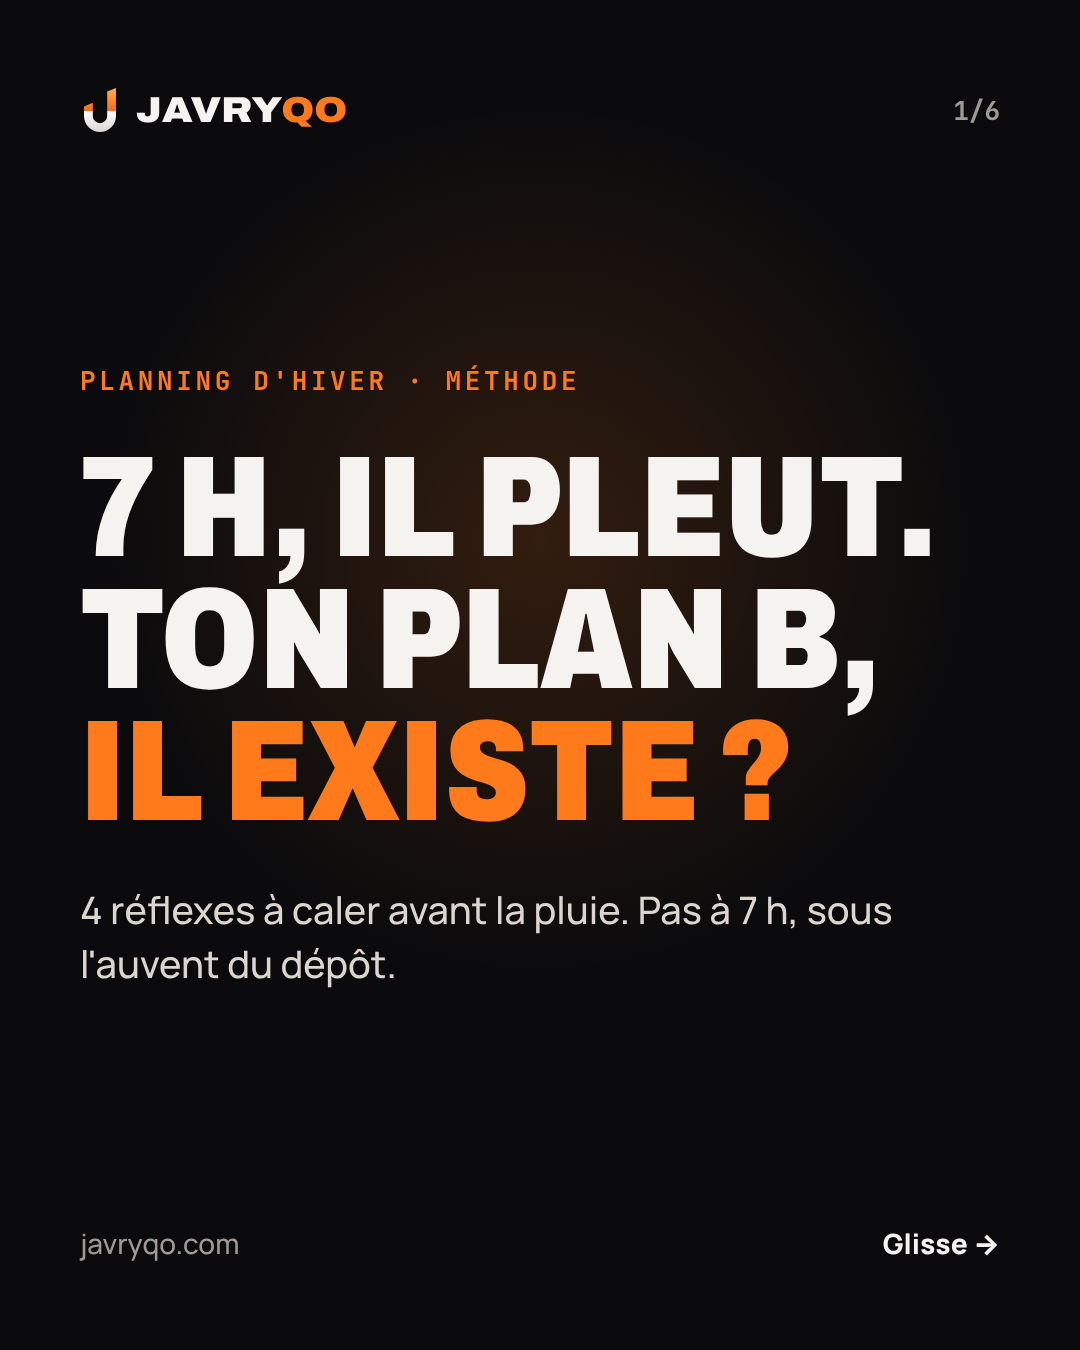 JAVRYQO
1/6
PLANNING D'HIVER · MÉTHODE
7 H, IL PLEUT.
TON PLAN B,
IL EXISTE ?
4 réflexes à caler avant la pluie. Pas à 7 h, sous
l'auvent du dépôt.
javryqo.com
Glisse →